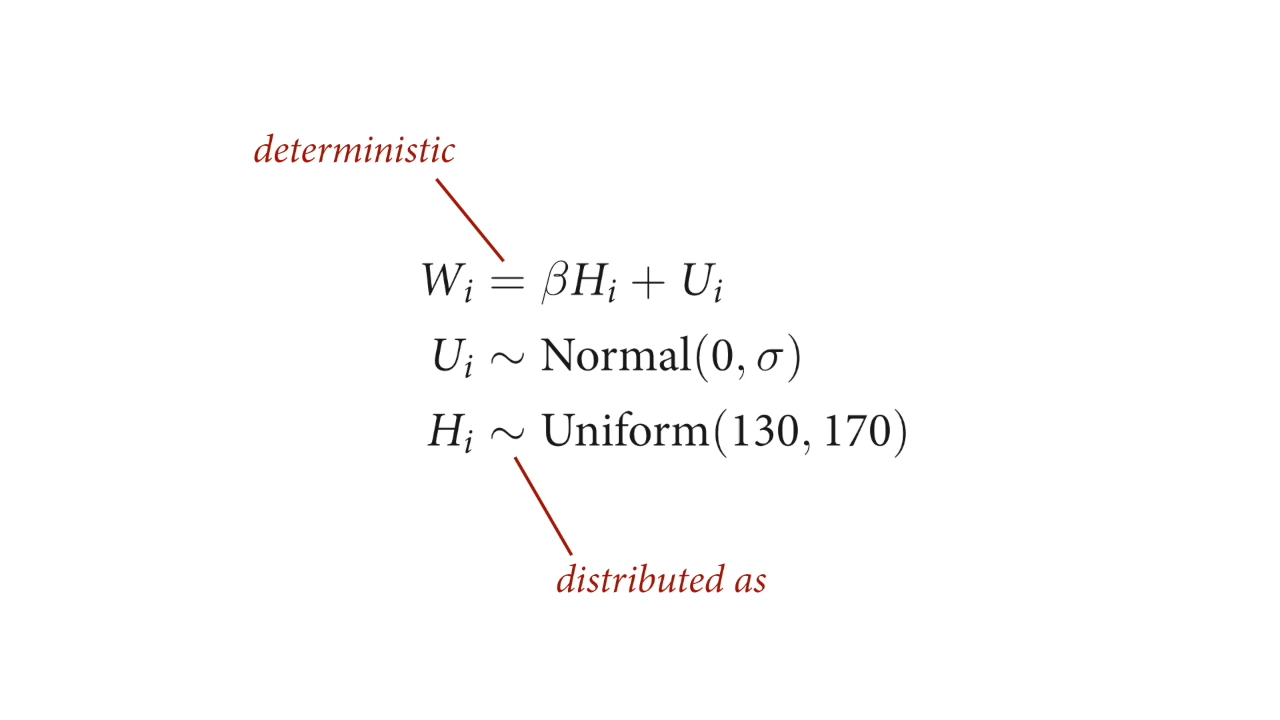 deterministic
Wᵢ = βHᵢ + Uᵢ
Uᵢ ∼ Normal(0, σ)
Hᵢ ∼ Uniform(130, 170)
distributed as